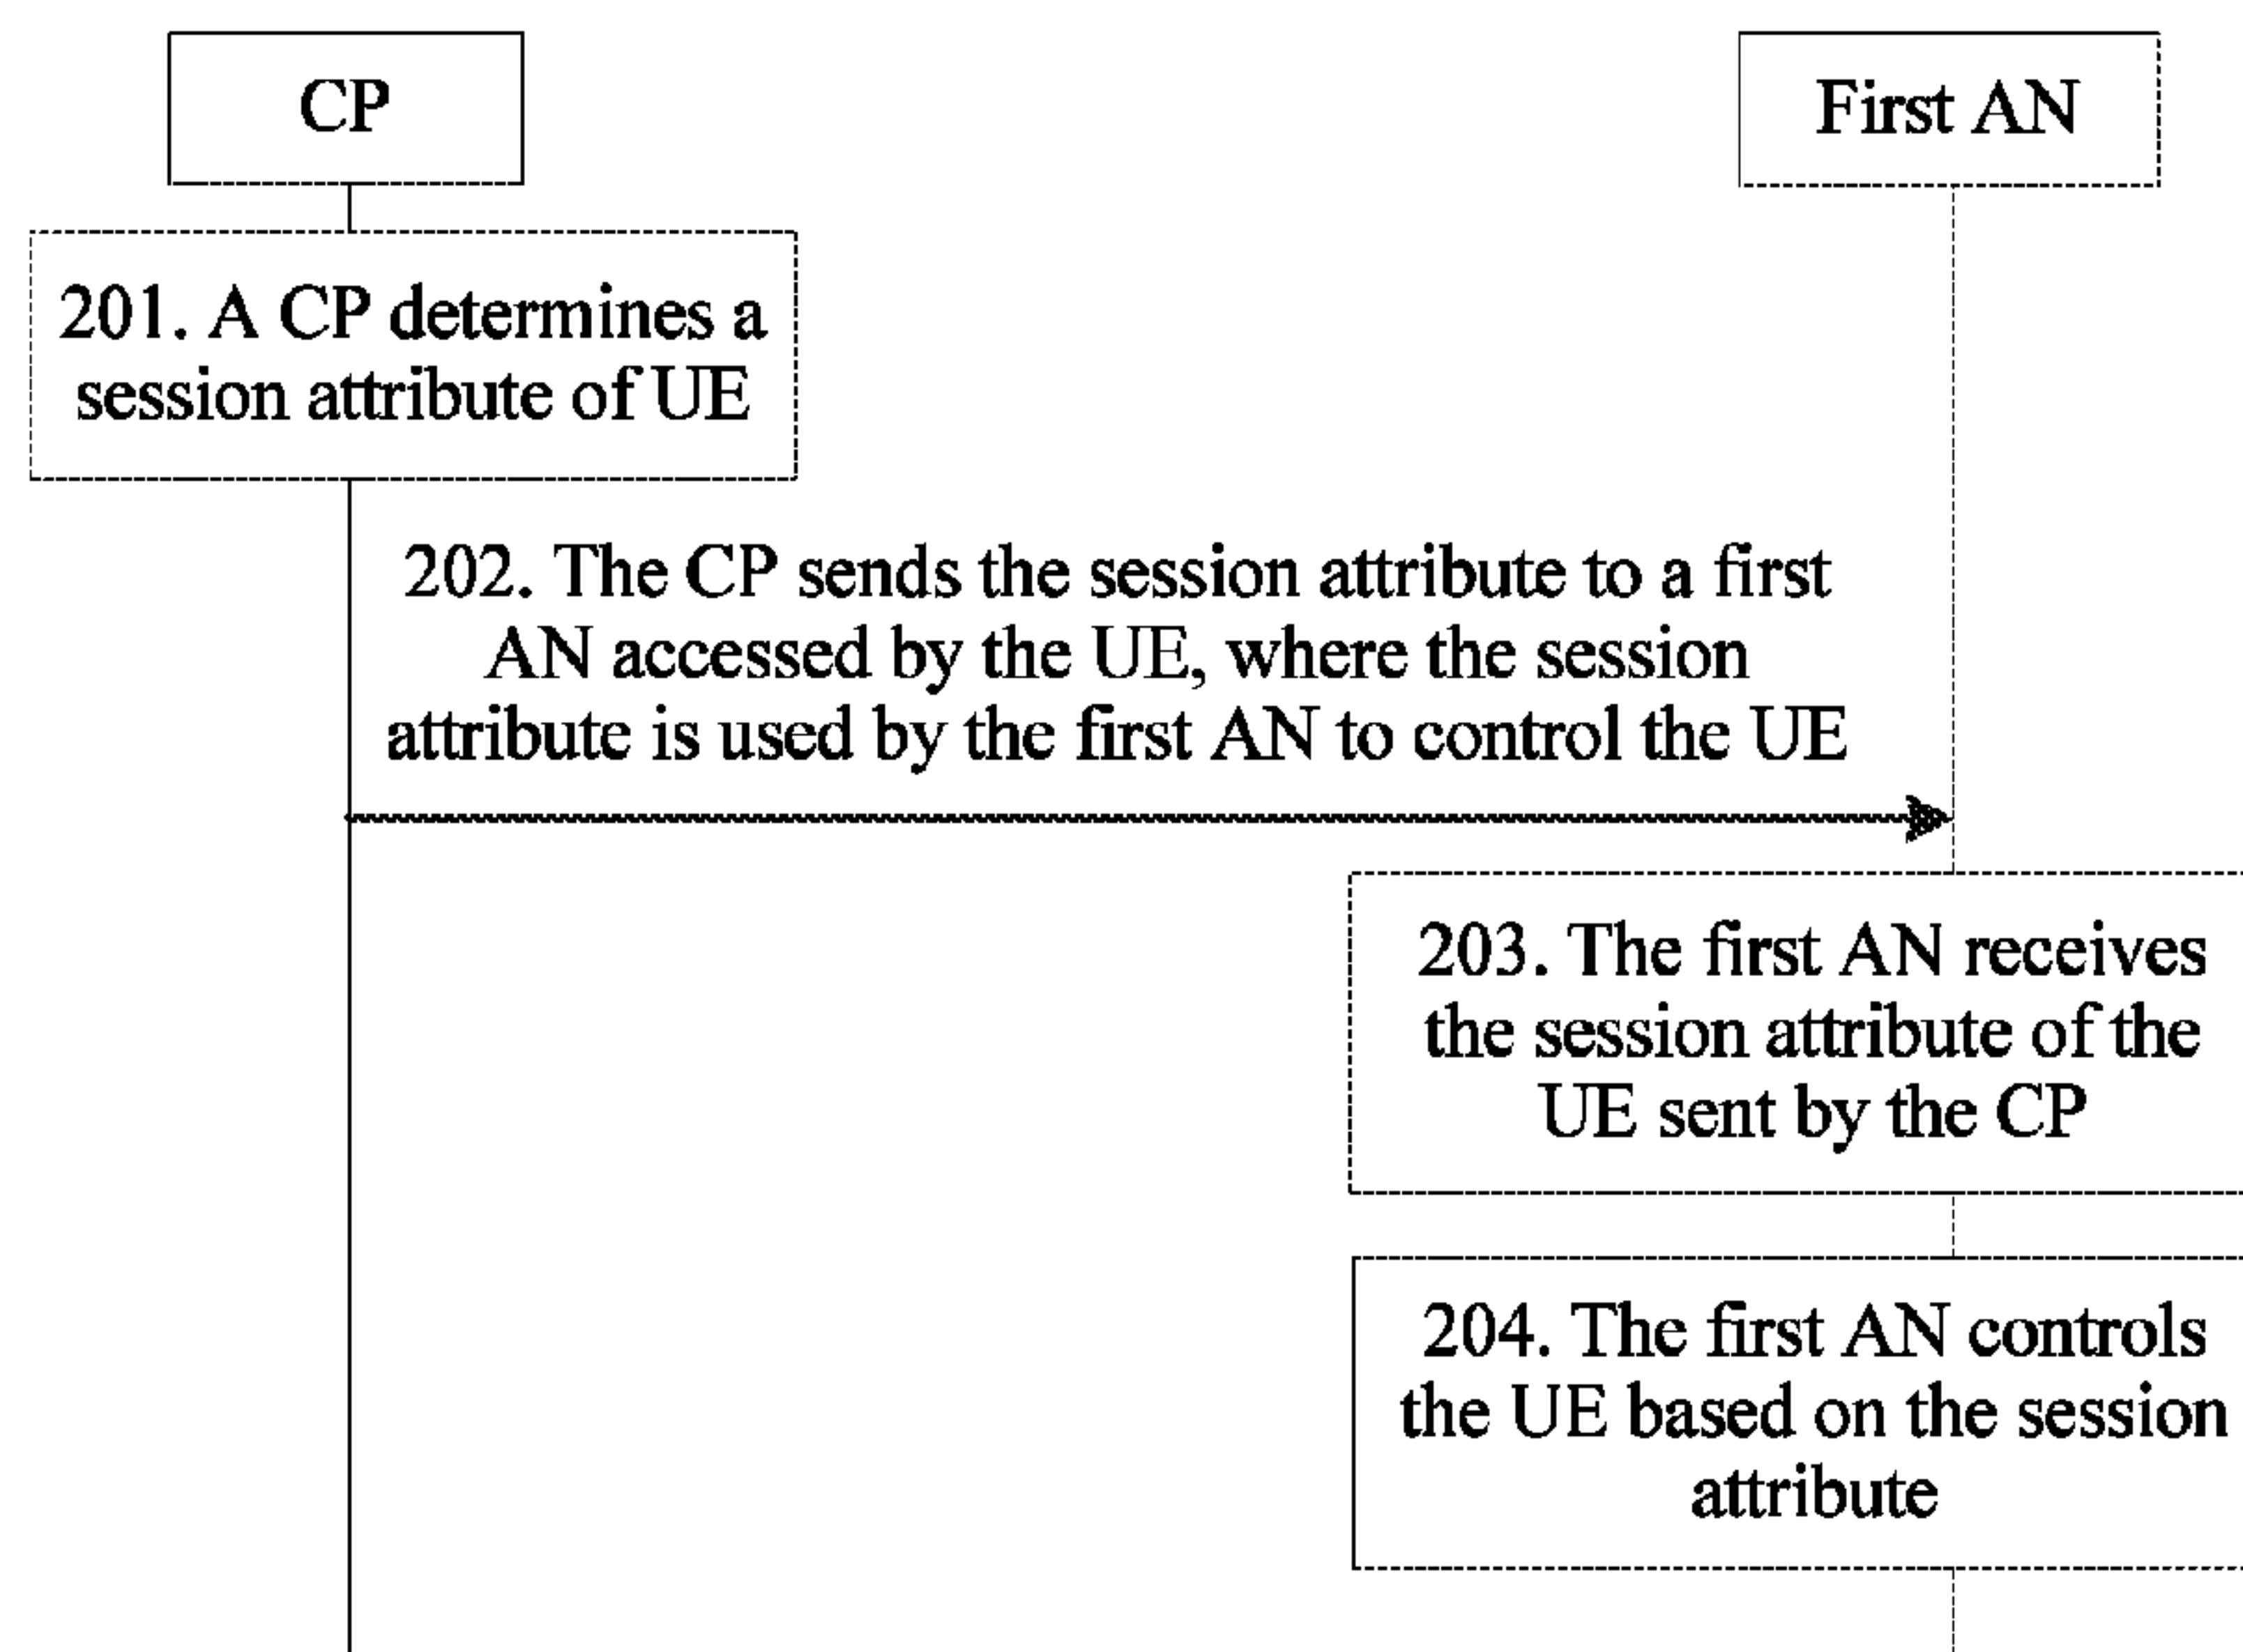 CP
First AN
201. A CP determines a
session attribute of UE
202. The CP sends the session attribute to a first
AN accessed by the UE, where the session
attribute is used by the first AN to control the UE
203. The first AN receives
the session attribute of the
UE sent by the CP
204. The first AN controls
the UE based on the session
attribute